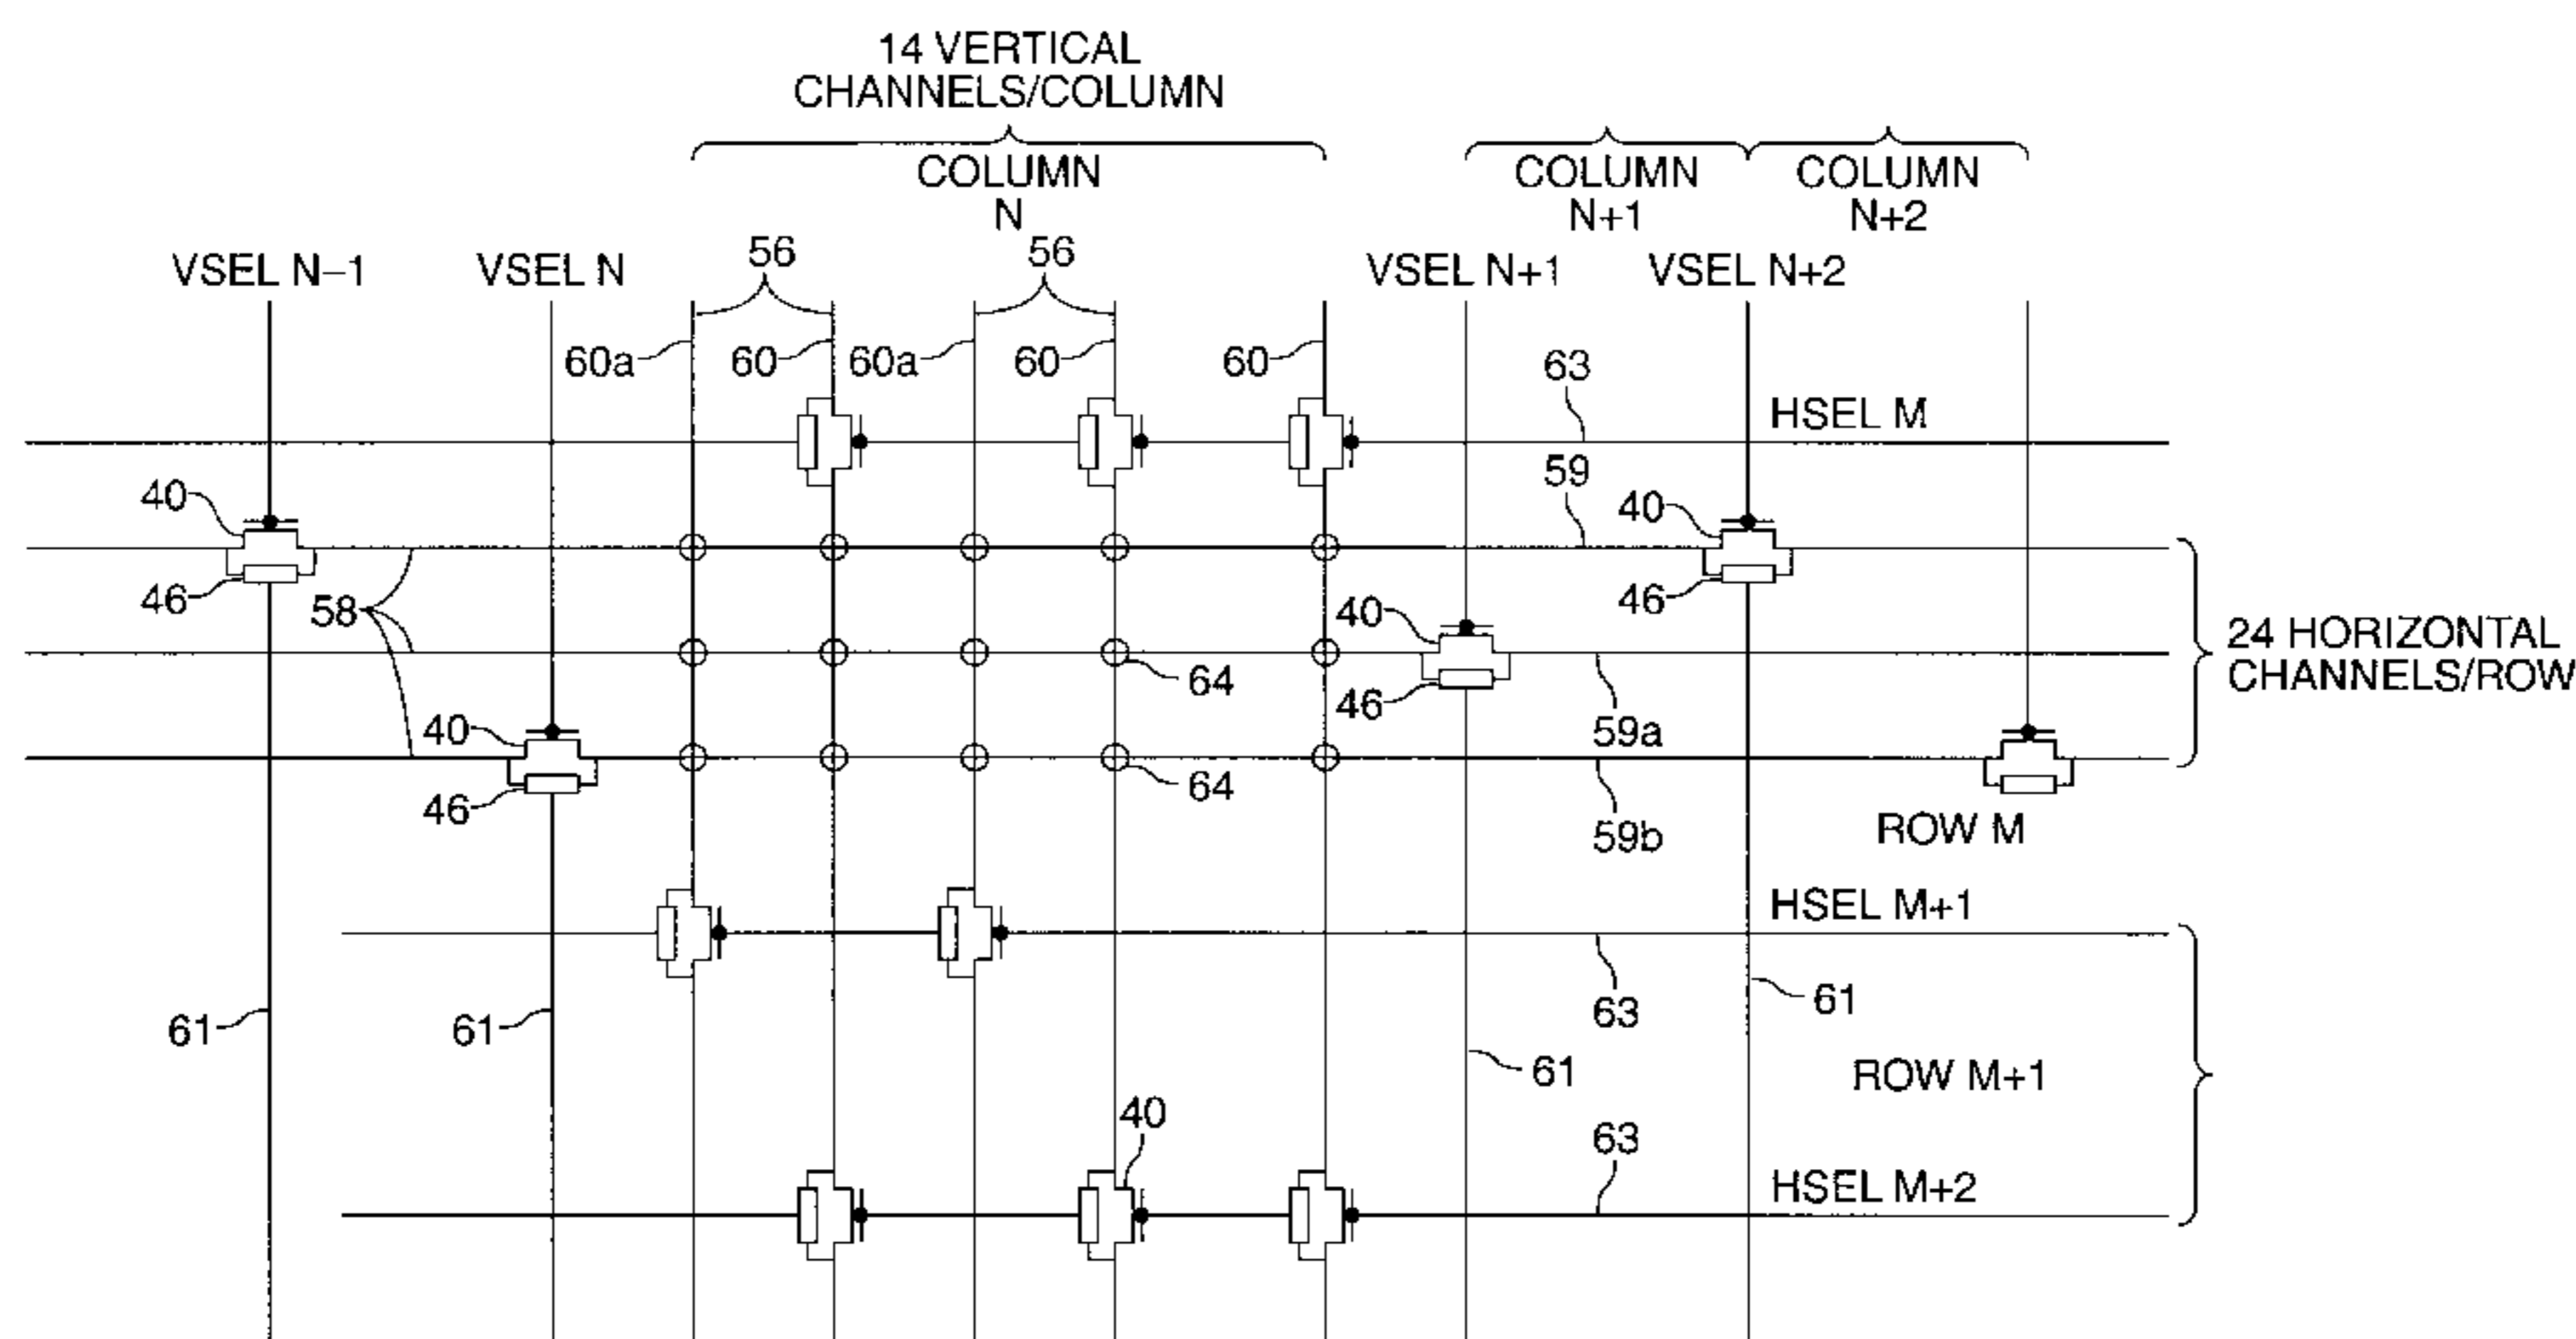 14 VERTICAL
CHANNELS/COLUMN
COLUMN
N
COLUMN
N+1
COLUMN
N+2
VSEL N–1
VSEL N
56
56
VSEL N+1
VSEL N+2
60a
60
60a
60
60
63
HSEL M
40
59
40
46
58
46
40
64
46
59a
24 HORIZONTAL
CHANNELS/ROW
40
46
64
59b
ROW M
HSEL M+1
61
61
63
61
61
ROW M+1
40
63
HSEL M+2